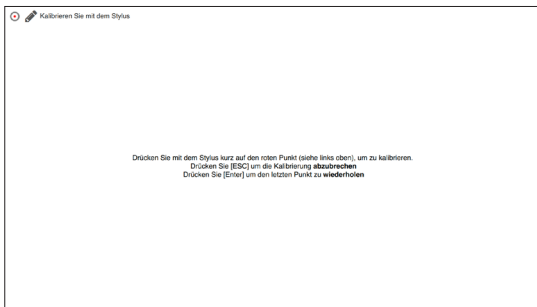 Kalibrieren Sie mit dem Stylus
Drücken Sie mit dem Stylus kurz auf den roten Punkt (siehe links oben), um zu kalibrieren.
Drücken Sie [ESC] um die Kalibrierung abzubrechen
Drücken Sie [Enter] um den letzten Punkt zu wiederholen